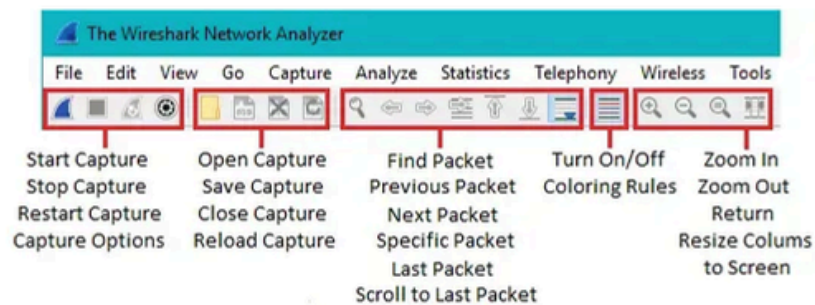 The Wireshark Network Analyzer
File Edit View Go Capture Analyze Statistics Telephony Wireless Tools
Start Capture
Stop Capture
Restart Capture
Capture Options
Open Capture
Save Capture
Close Capture
Reload Capture
Find Packet
Previous Packet
Next Packet
Specific Packet
Last Packet
Scroll to Last Packet
Turn On/Off
Coloring Rules
Zoom In
Zoom Out
Return
Resize Colums
to Screen